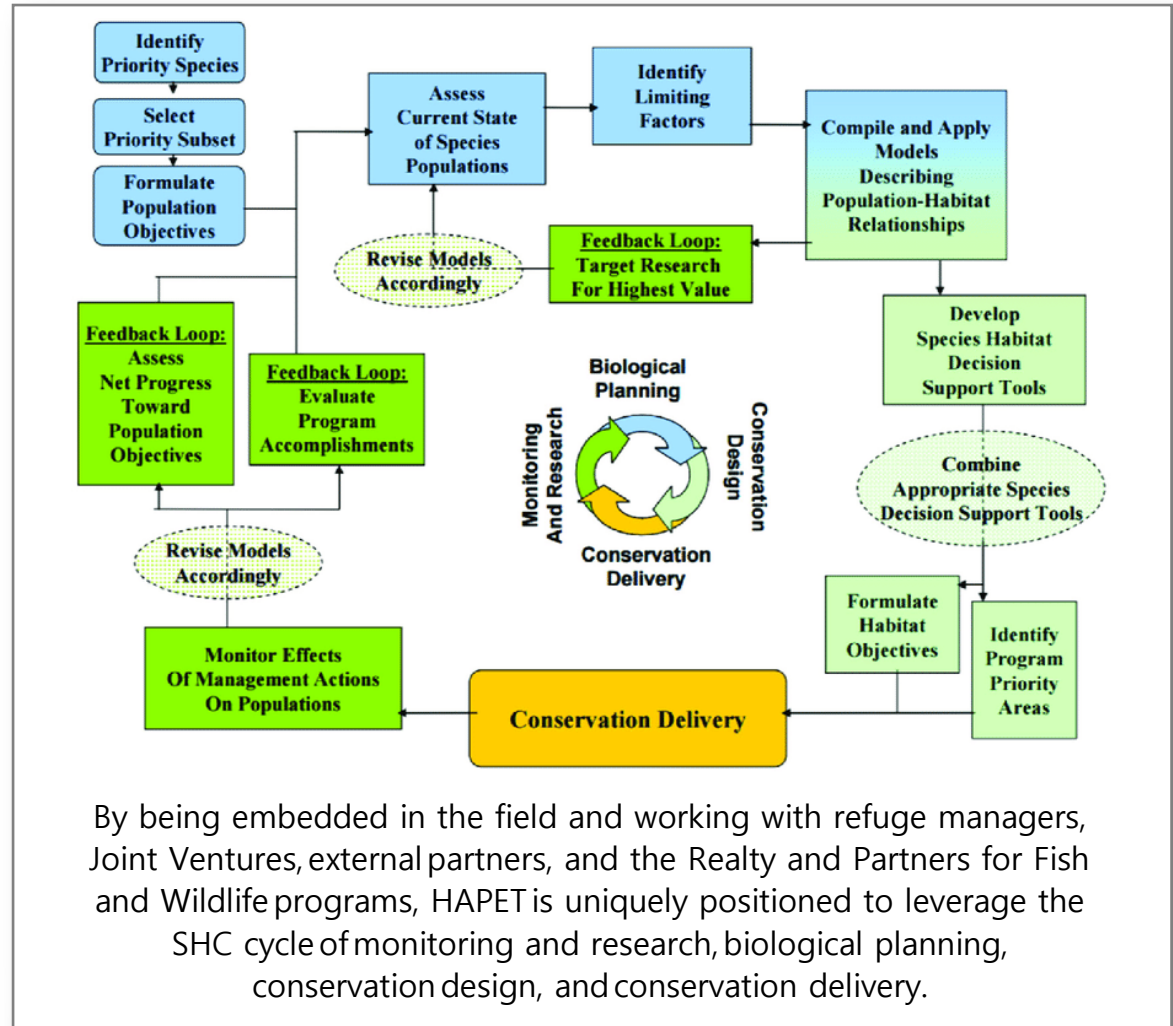 Identify
Priority Species
Select
Priority Subset
Formulate
Population
Objectives
Assess
Current State
of Species
Populations
Identify
Limiting
Factors
Compile and Apply
Models
Describing
Population-Habitat
Relationships
Feedback Loop:
Target Research
For Highest Value
Revise Models
Accordingly
Develop
Species Habitat
Decision
Support Tools
Combine
Appropriate Species
Decision Support Tools
Formulate
Habitat
Objectives
Identify
Program
Priority
Areas
Conservation Delivery
Monitor Effects
Of Management Actions
On Populations
Revise Models
Accordingly
Feedback Loop:
Assess
Net Progress
Toward
Population
Objectives
Feedback Loop:
Evaluate
Program
Accomplishments
Biological
Planning
Conservation
Design
Conservation
Delivery
Monitoring
And Research
By being embedded in the field and working with refuge managers,
Joint Ventures, external partners, and the Realty and Partners for Fish
and Wildlife programs, HAPET is uniquely positioned to leverage the
SHC cycle of monitoring and research, biological planning,
conservation design, and conservation delivery.